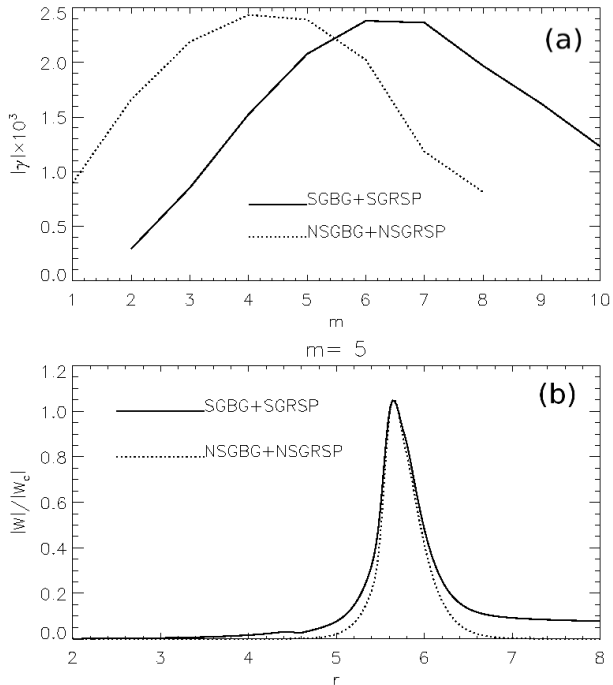 (a)
|γ|×10³
2.5
2.0
1.5
1.0
0.5
0.0
SGBG+SGRSP
NSGBG+NSGRSP
1 2 3 4 5 6 7 8 9 10
m
m= 5
(b)
|W|/|W_c|
1.2
1.0
0.8
0.6
0.4
0.2
0.0
SGBG+SGRSP
NSGBG+NSGRSP
2 3 4 5 6 7 8
r